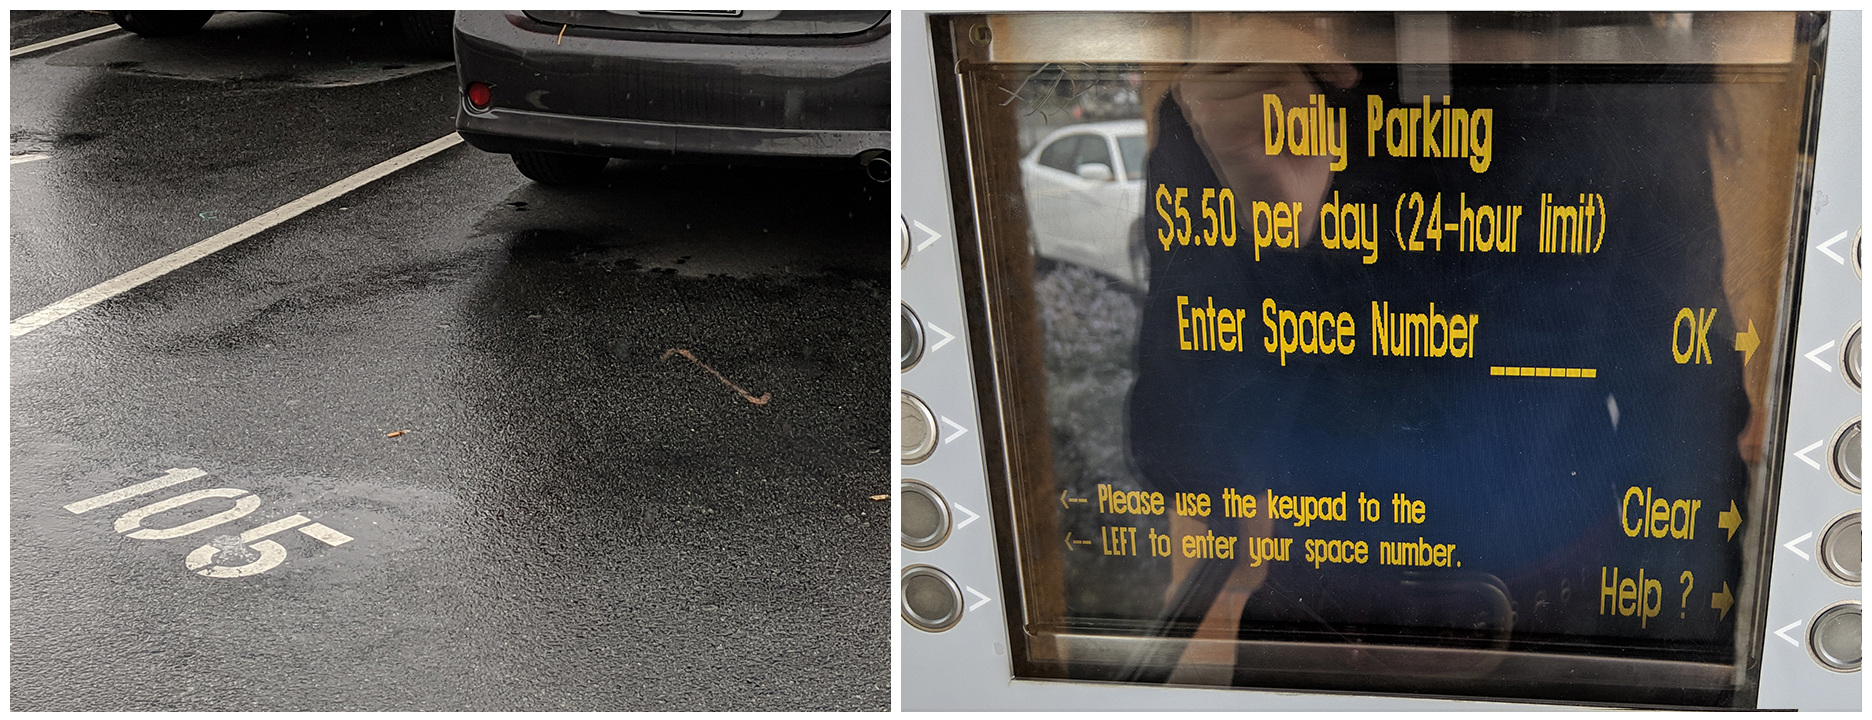 105
Daily Parking
$5.50 per day (24-hour limit)
Enter Space Number ______
OK
<-- Please use the keypad to the
<-- LEFT to enter your space number.
Clear
Help ?